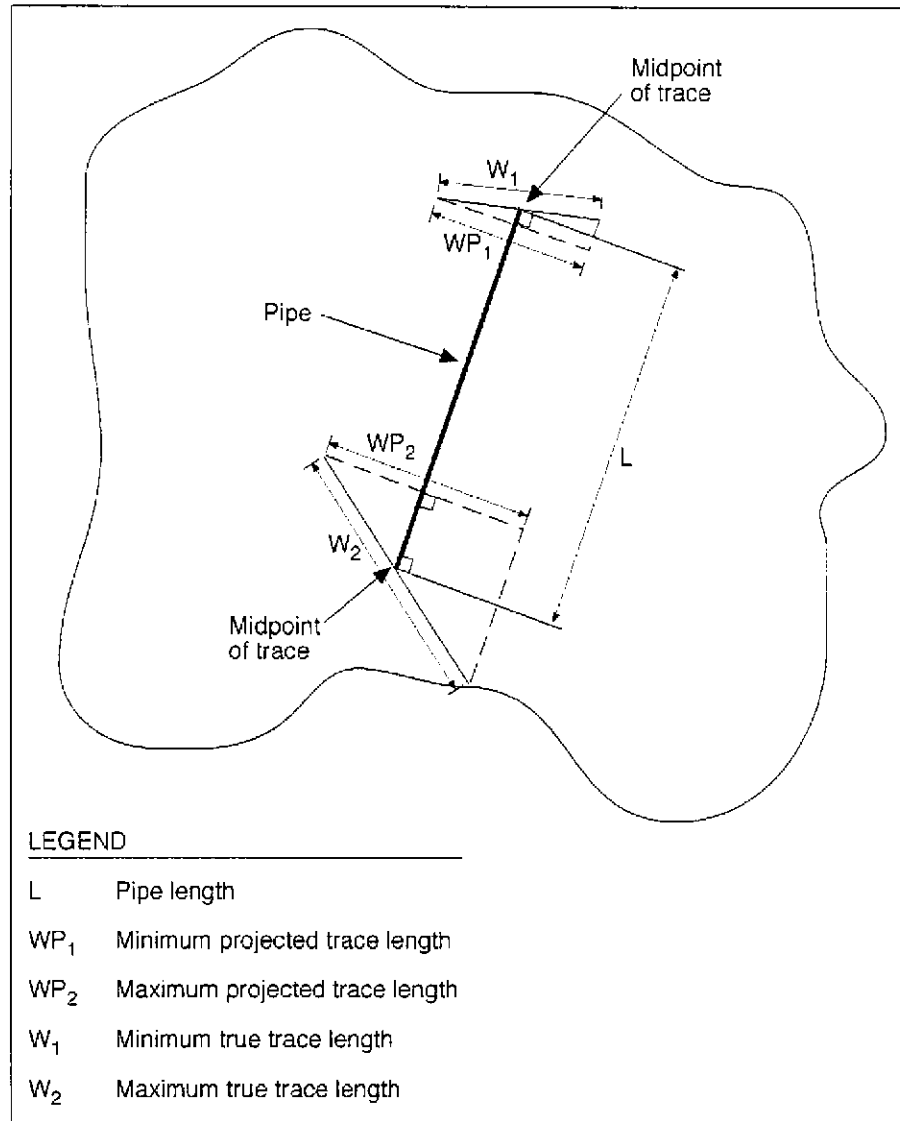 Midpoint
of trace
W1
WP1
Pipe
WP2
L
W2
Midpoint
of trace
LEGEND
L Pipe length
WP1 Minimum projected trace length
WP2 Maximum projected trace length
W1 Minimum true trace length
W2 Maximum true trace length